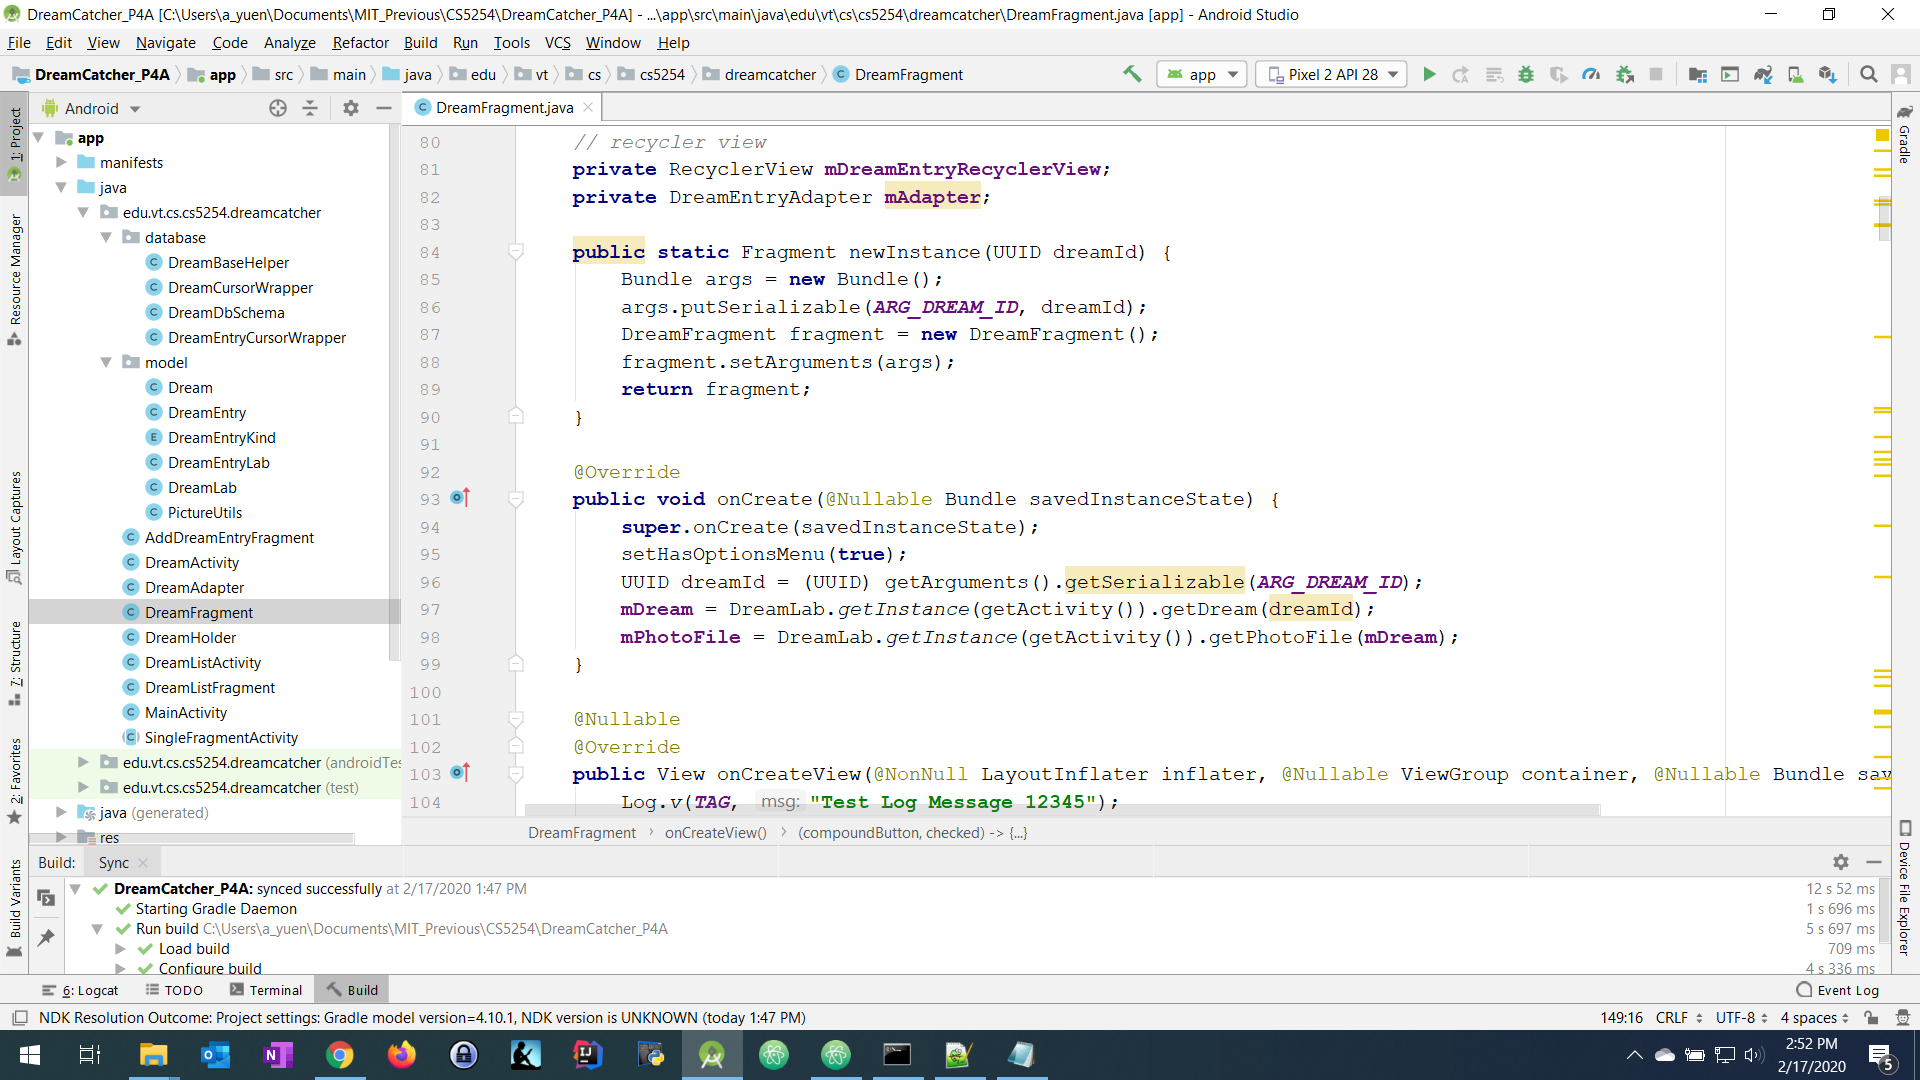 DreamCatcher_P4A [C:\Users\a_yuen\Documents\MIT_Previous\CS5254\DreamCatcher_P4A] - ...\app\src\main\java\edu\vt\cs\cs5254\dreamcatcher\DreamFragment.java [app] - Android Studio
File Edit View Navigate Code Analyze Refactor Build Run Tools VCS Window Help
DreamCatcher_P4A app src main java edu vt cs cs5254 dreamcatcher DreamFragment app Pixel 2 API 28
1: Project
Resource Manager
Layout Captures
7: Structure
2: Favorites
Build Variants
Android
app
manifests
java
edu.vt.cs.cs5254.dreamcatcher
database
DreamBaseHelper
DreamCursorWrapper
DreamDbSchema
DreamEntryCursorWrapper
model
Dream
DreamEntry
DreamEntryKind
DreamEntryLab
DreamLab
PictureUtils
AddDreamEntryFragment
DreamActivity
DreamAdapter
DreamFragment
DreamHolder
DreamListActivity
DreamListFragment
MainActivity
SingleFragmentActivity
edu.vt.cs.cs5254.dreamcatcher (androidTes
edu.vt.cs.cs5254.dreamcatcher (test)
java (generated)
res
DreamFragment.java
80 // recycler view
81 private RecyclerView mDreamEntryRecyclerView;
82 private DreamEntryAdapter mAdapter;
83
84 public static Fragment newInstance(UUID dreamId) {
85 Bundle args = new Bundle();
86 args.putSerializable(ARG_DREAM_ID, dreamId);
87 DreamFragment fragment = new DreamFragment();
88 fragment.setArguments(args);
89 return fragment;
90 }
91
92 @Override
93 public void onCreate(@Nullable Bundle savedInstanceState) {
94 super.onCreate(savedInstanceState);
95 setHasOptionsMenu(true);
96 UUID dreamId = (UUID) getArguments().getSerializable(ARG_DREAM_ID);
97 mDream = DreamLab.getInstance(getActivity()).getDream(dreamId);
98 mPhotoFile = DreamLab.getInstance(getActivity()).getPhotoFile(mDream);
99 }
100
101 @Nullable
102 @Override
103 public View onCreateView(@NonNull LayoutInflater inflater, @Nullable ViewGroup container, @Nullable Bundle sav
104 Log.v(TAG, msg: "Test Log Message 12345");
DreamFragment › onCreateView() › (compoundButton, checked) -> {...}
Gradle
Device File Explorer
Build: Sync
DreamCatcher_P4A: synced successfully at 2/17/2020 1:47 PM 12 s 52 ms
Starting Gradle Daemon 1 s 696 ms
Run build C:\Users\a_yuen\Documents\MIT_Previous\CS5254\DreamCatcher_P4A 5 s 697 ms
Load build 709 ms
Configure build 4 s 336 ms
6: Logcat TODO Terminal Build Event Log
NDK Resolution Outcome: Project settings: Gradle model version=4.10.1, NDK version is UNKNOWN (today 1:47 PM) 149:16 CRLF UTF-8 4 spaces
2:52 PM
2/17/2020
5